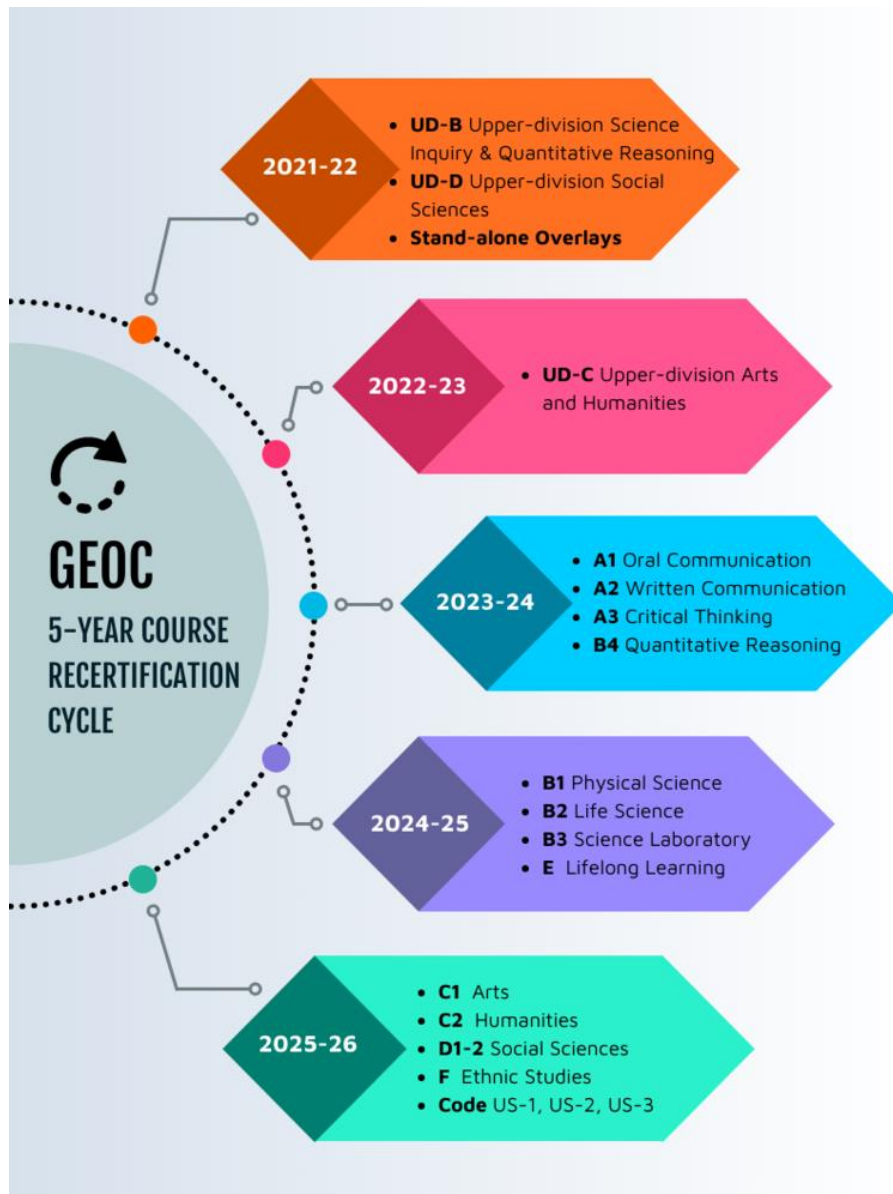 2021-22
• UD-B Upper-division Science
Inquiry & Quantitative Reasoning
• UD-D Upper-division Social
Sciences
• Stand-alone Overlays
2022-23
• UD-C Upper-division Arts
and Humanities
GEOC
5-YEAR COURSE
RECERTIFICATION
CYCLE
2023-24
• A1 Oral Communication
• A2 Written Communication
• A3 Critical Thinking
• B4 Quantitative Reasoning
2024-25
• B1 Physical Science
• B2 Life Science
• B3 Science Laboratory
• E Lifelong Learning
2025-26
• C1 Arts
• C2 Humanities
• D1-2 Social Sciences
• F Ethnic Studies
• Code US-1, US-2, US-3